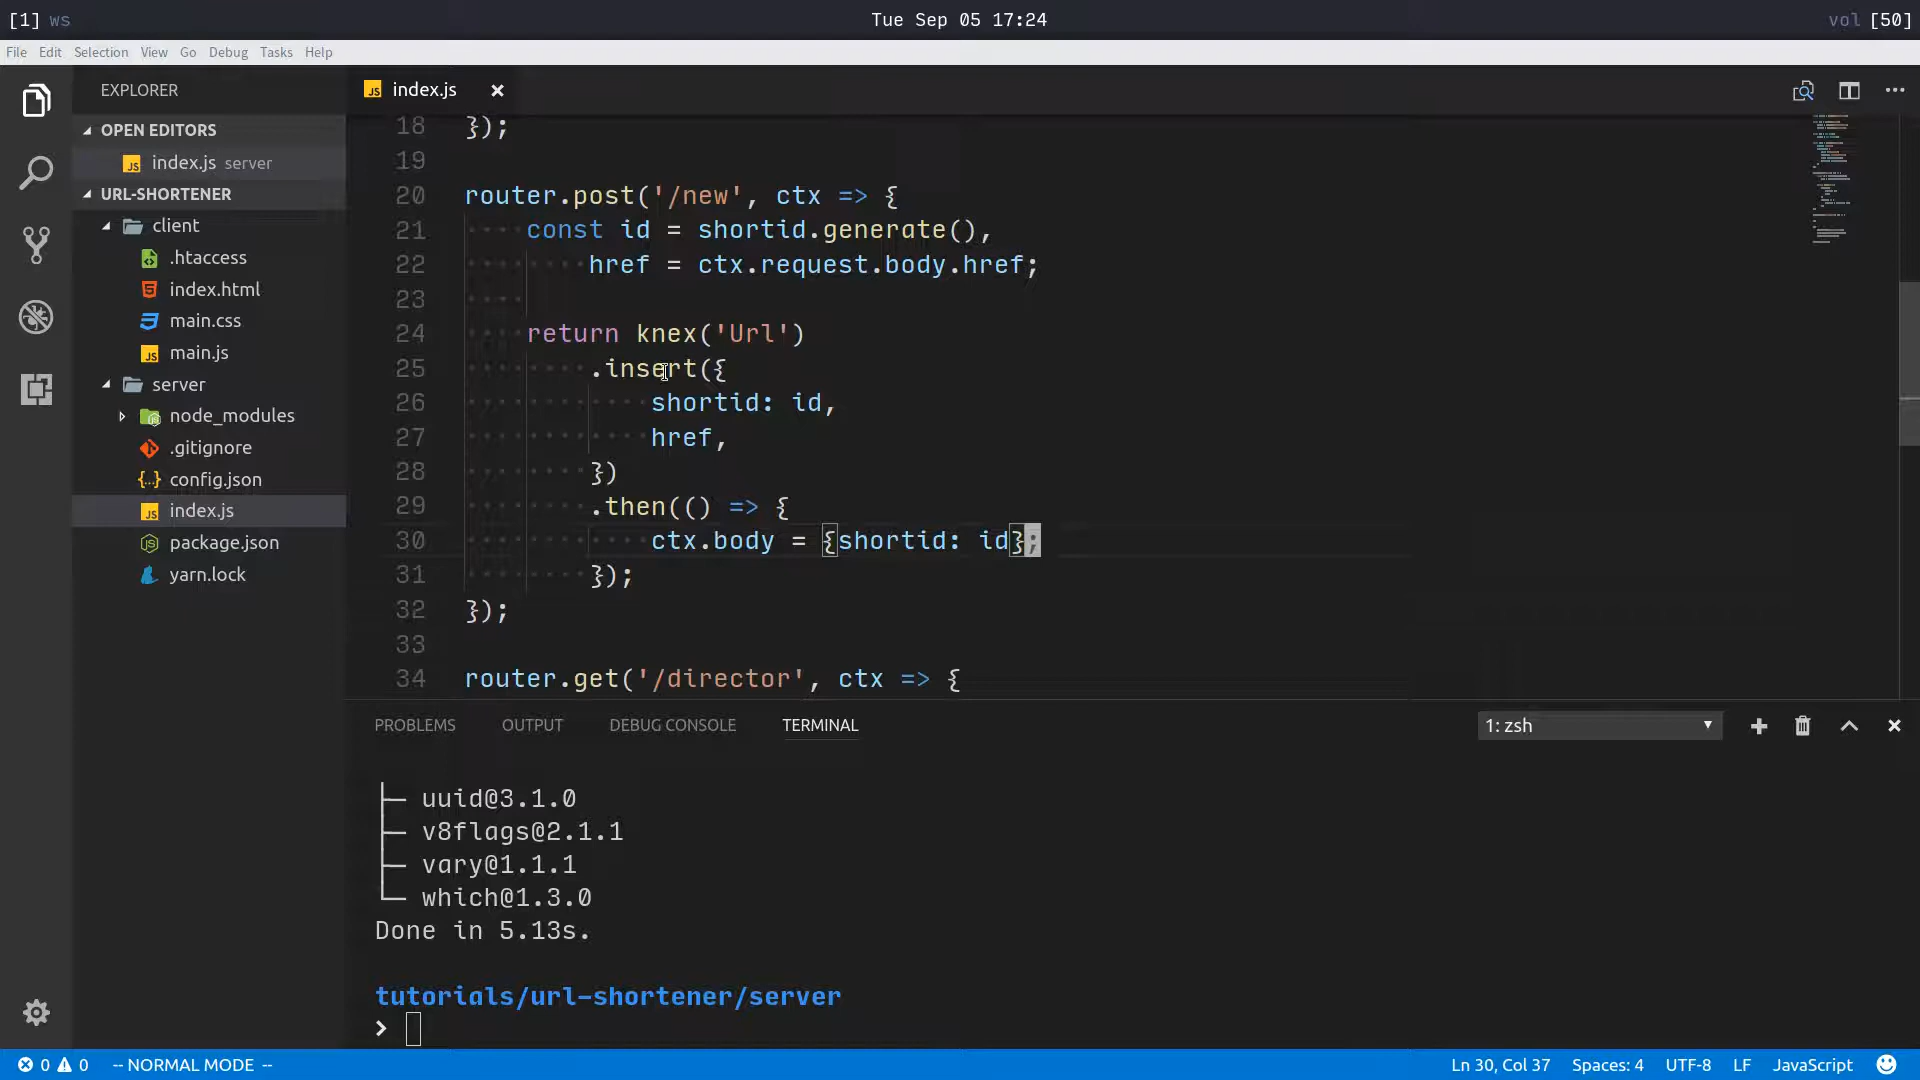 [1] ws
Tue Sep 05 17:24
vol [50]
File Edit Selection View Go Debug Tasks Help
EXPLORER
OPEN EDITORS
index.js server
URL-SHORTENER
client
.htaccess
index.html
main.css
main.js
server
node_modules
.gitignore
config.json
index.js
package.json
yarn.lock
index.js
18 });
19
20 router.post('/new', ctx => {
21 const id = shortid.generate(),
22 href = ctx.request.body.href;
23
24 return knex('Url')
25 .insert({
26 shortid: id,
27 href,
28 })
29 .then(() => {
30 ctx.body = {shortid: id};
31 });
32 });
33
34 router.get('/director', ctx => {
PROBLEMS OUTPUT DEBUG CONSOLE TERMINAL
1: zsh
├─ uuid@3.1.0
├─ v8flags@2.1.1
├─ vary@1.1.1
└─ which@1.3.0
Done in 5.13s.
tutorials/url-shortener/server
>
0 0 -- NORMAL MODE --
Ln 30, Col 37 Spaces: 4 UTF-8 LF JavaScript